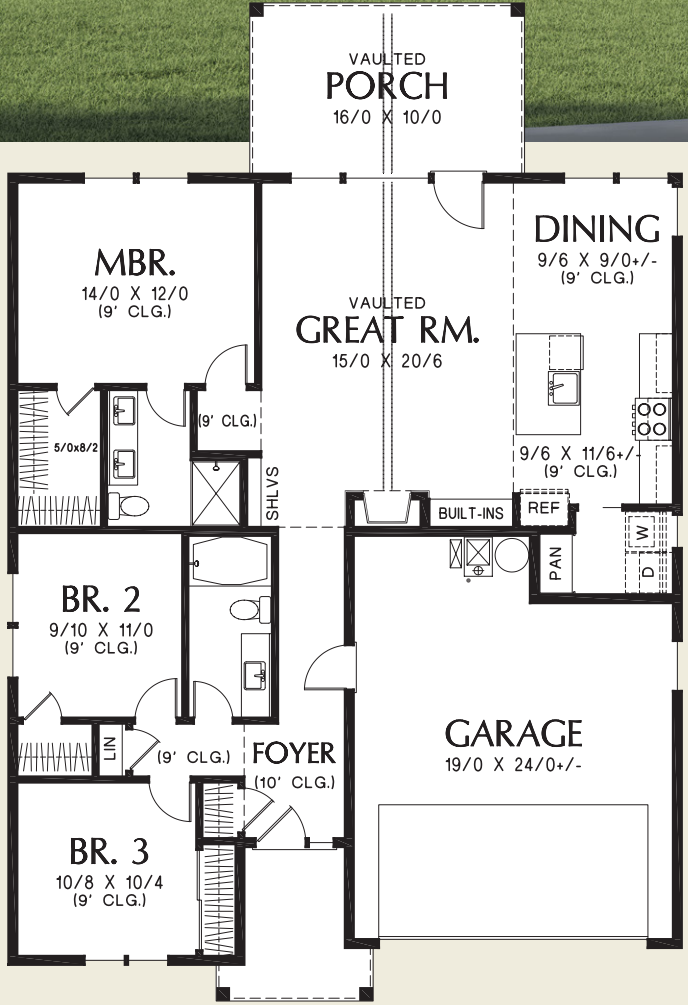 VAULTED
PORCH
16/0 X 10/0
DINING
9/6 X 9/0+/-
(9' CLG.)
MBR.
14/0 X 12/0
(9' CLG.)
VAULTED
GREAT RM.
15/0 X 20/6
(9' CLG.)
5/0x8/2
9/6 X 11/6+/-
(9' CLG.)
SHLVS
BUILT-INS
REF
W
D
PAN
BR. 2
9/10 X 11/0
(9' CLG.)
LIN
(9' CLG.)
FOYER
(10' CLG.)
GARAGE
19/0 X 24/0+/-
BR. 3
10/8 X 10/4
(9' CLG.)